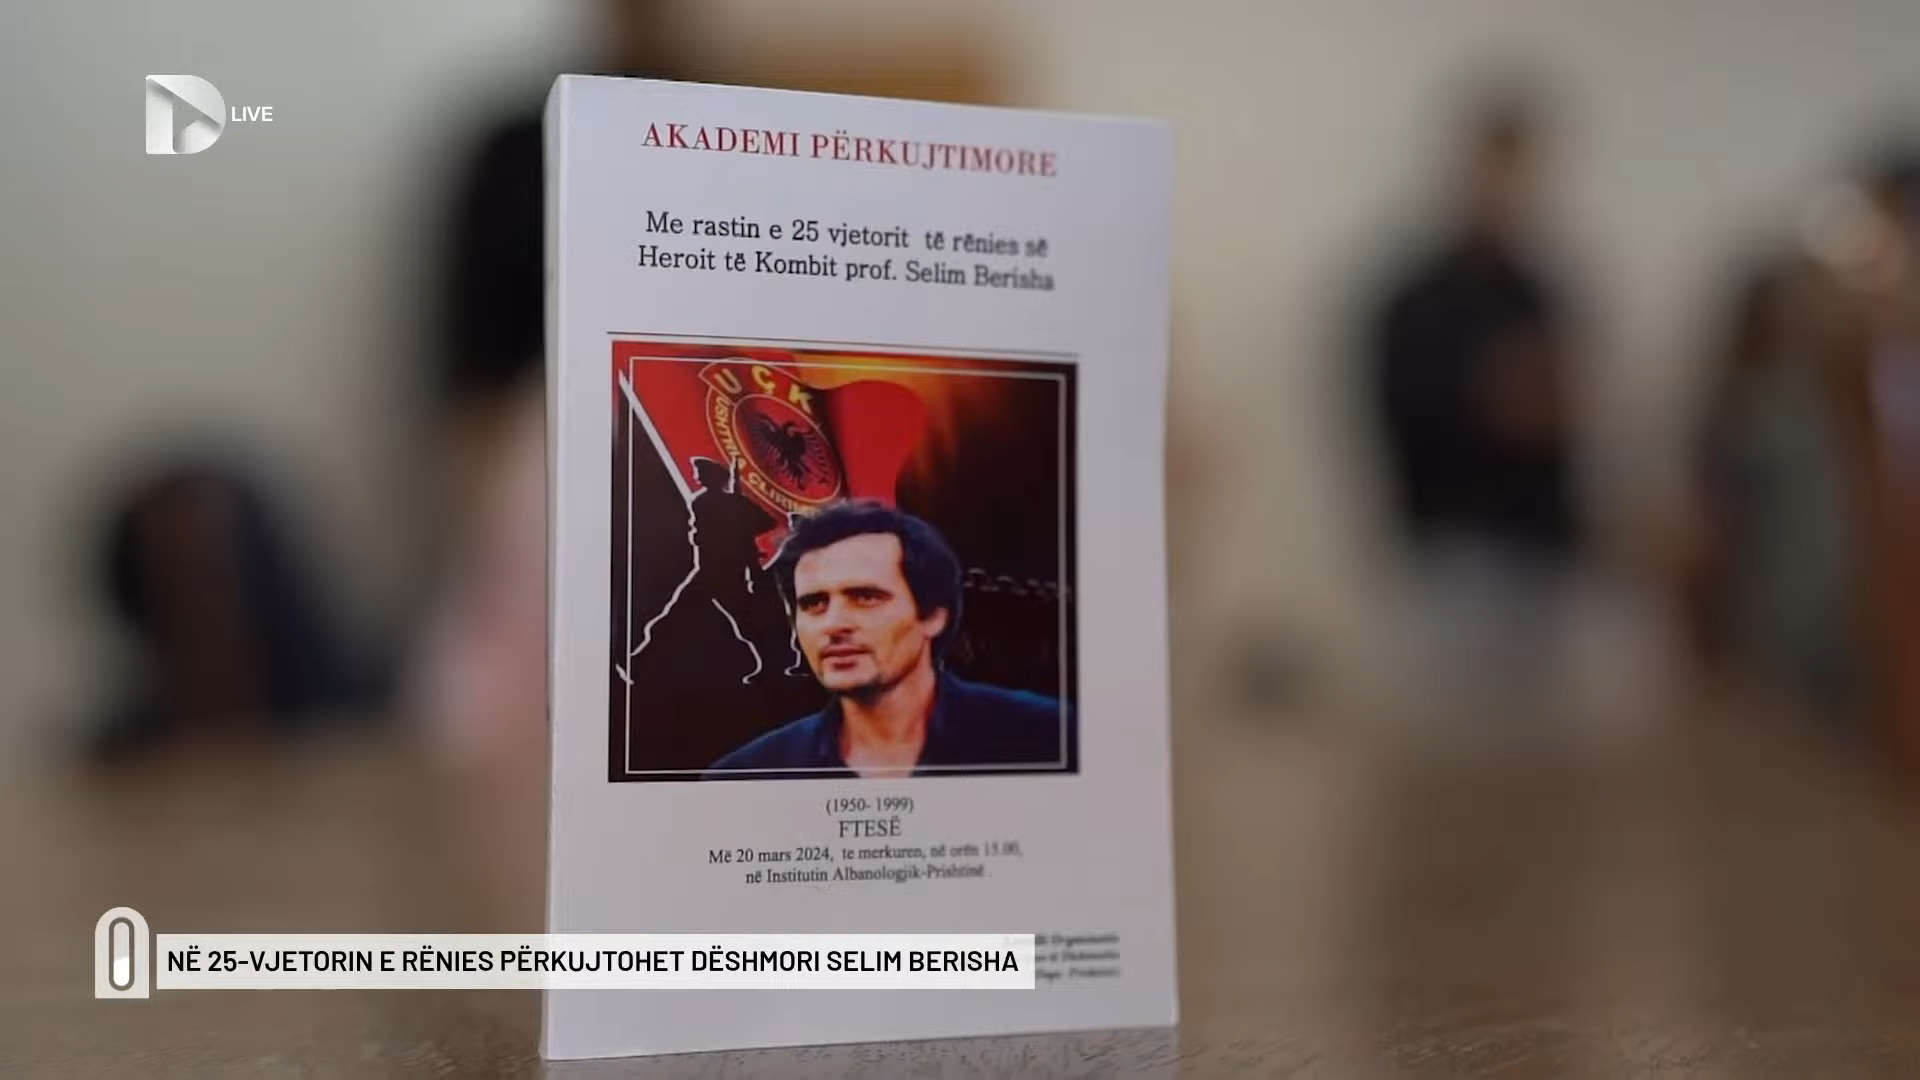 LIVE
AKADEMI PËRKUJTIMORE
Me rastin e 25 vjetorit të rënies së
Heroit të Kombit prof. Selim Berisha
UÇK
USHTRIA ÇLIRIM
(1950- 1999)
FTESË
Më 20 mars 2024, te merkuren, në orën 15.00,
në Institutin Albanologjik-Prishtinë .
NË 25-VJETORIN E RËNIES PËRKUJTOHET DËSHMORI SELIM BERISHA